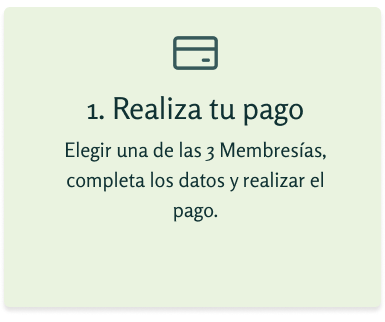 1. Realiza tu pago
Elegir una de las 3 Membresías,
completa los datos y realizar el
pago.